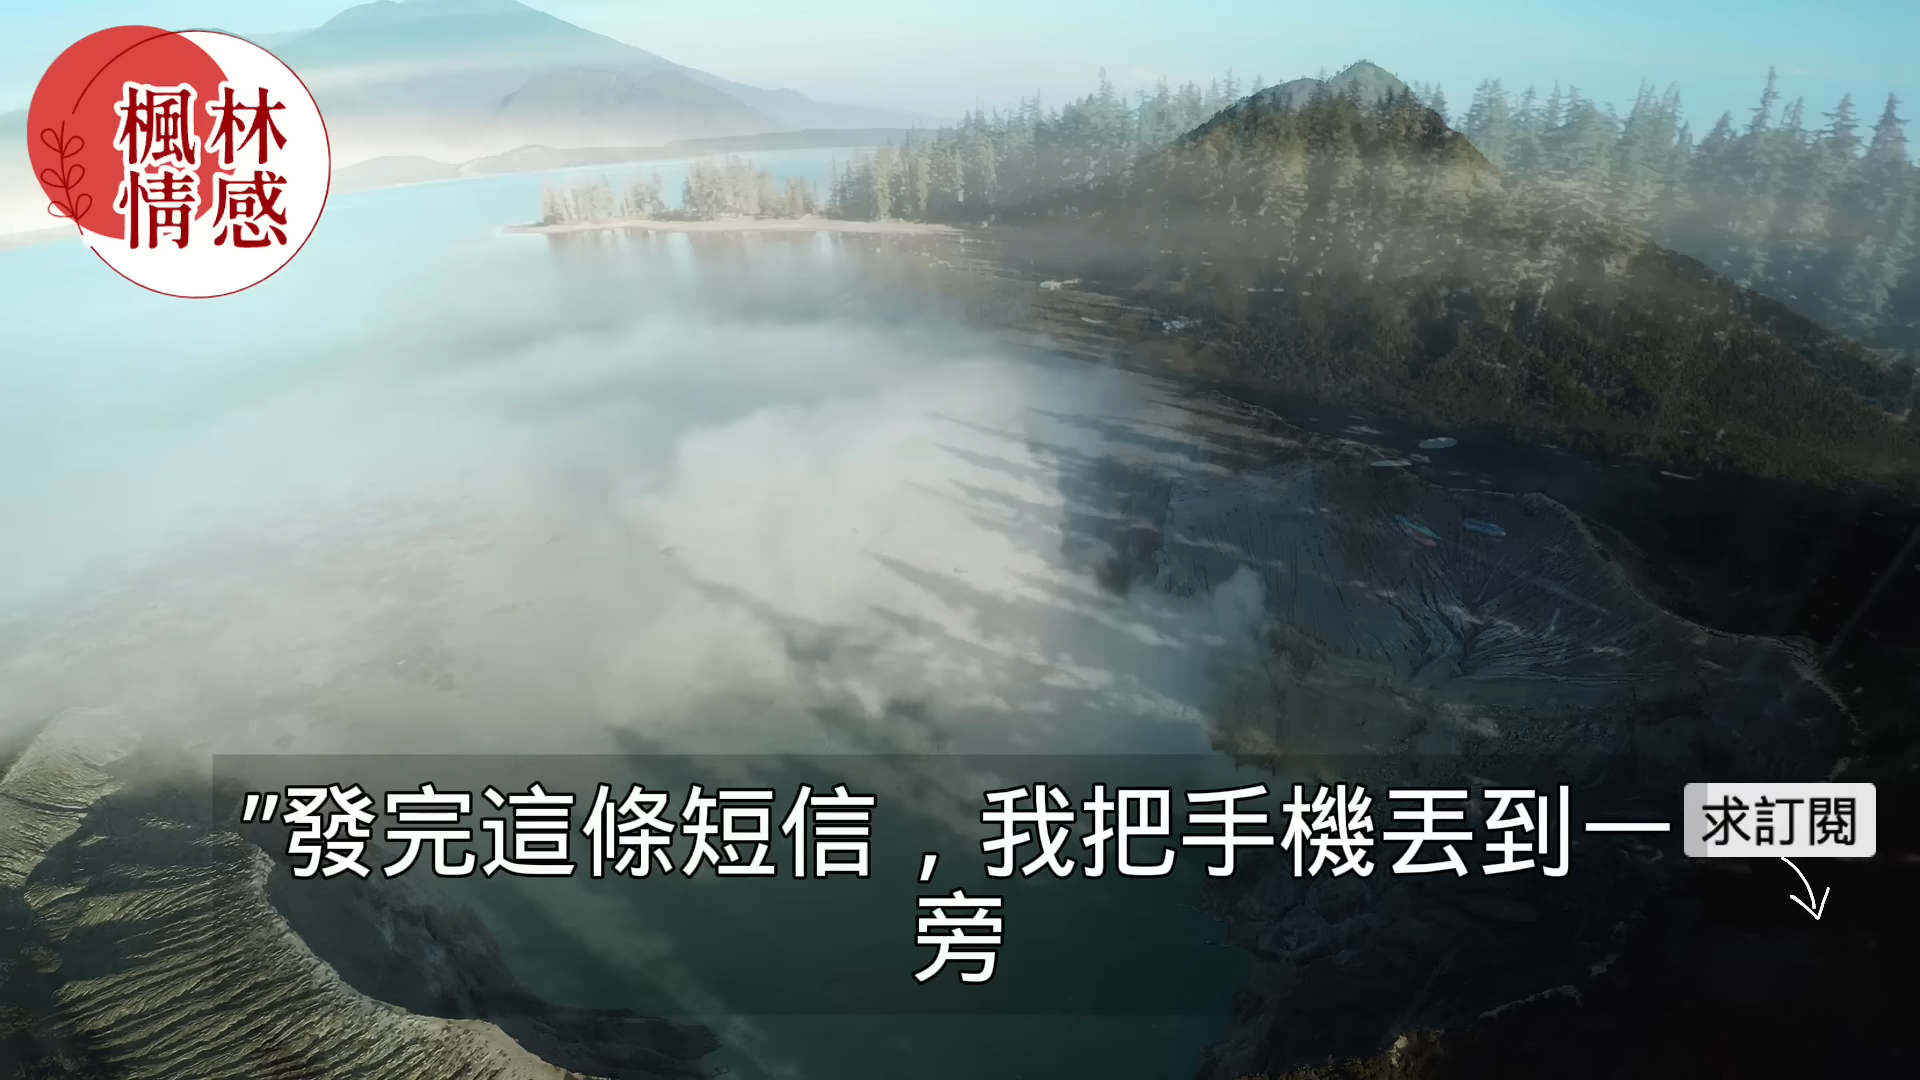 楓林
情感
”發完這條短信，我把手機丟到一
旁
求訂閱